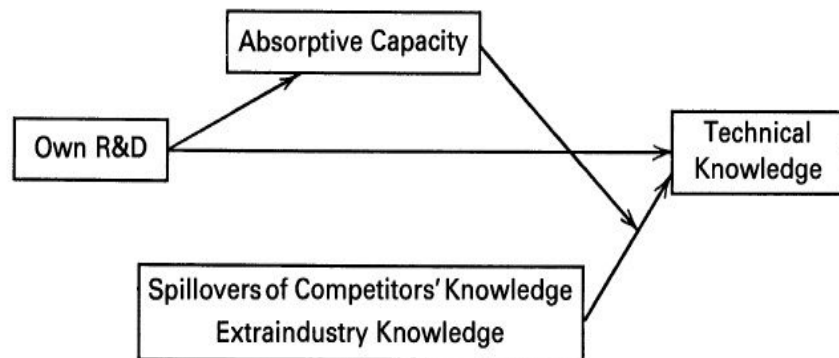 Absorptive Capacity
Own R&D
Technical
Knowledge
Spillovers of Competitors' Knowledge
Extraindustry Knowledge